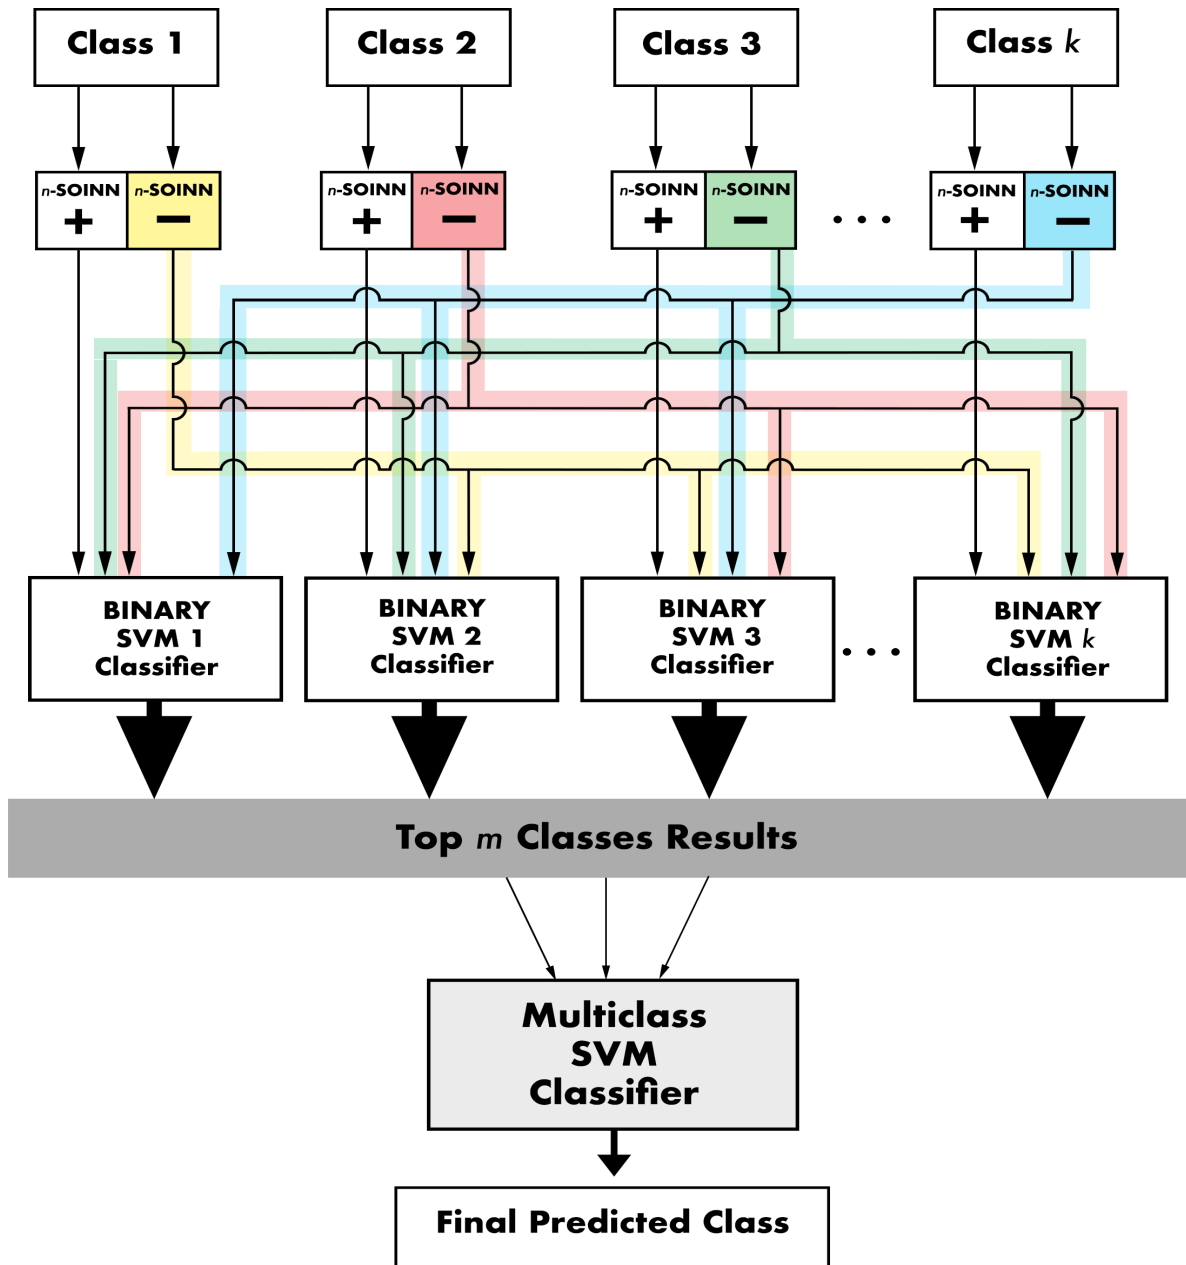 Class 1
Class 2
Class 3
Class k
n-SOINN n-SOINN
+ −
n-SOINN n-SOINN
+ −
n-SOINN n-SOINN
+ −
• • •
n-SOINN n-SOINN
+ −
BINARY
SVM 1
Classifier
BINARY
SVM 2
Classifier
BINARY
SVM 3
Classifier
• • •
BINARY
SVM k
Classifier
Top m Classes Results
Multiclass
SVM
Classifier
Final Predicted Class